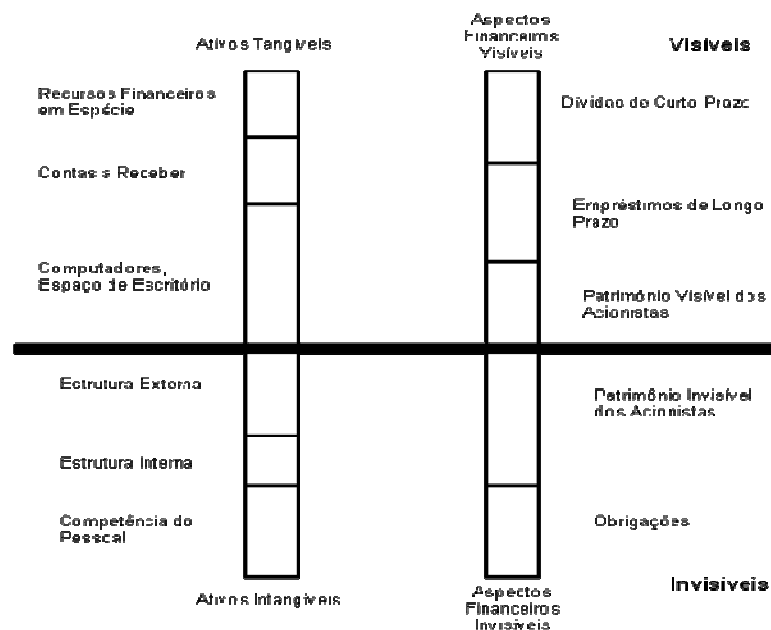 Ativos Tangíveis
Aspectos
Financeiros
Visíveis
Visíveis
Recursos Financeiros
em Espécie
Dívidas de Curto Prazo
Contas a Receber
Empréstimos de Longo
Prazo
Computadores,
Espaço de Escritório
Patrimônio Visível dos
Acionistas
Estrutura Externa
Patrimônio Invisível
dos Acionistas
Estrutura Interna
Competência do
Pessoal
Obrigações
Ativos Intangíveis
Aspectos
Financeiros
Invisíveis
Invisíveis